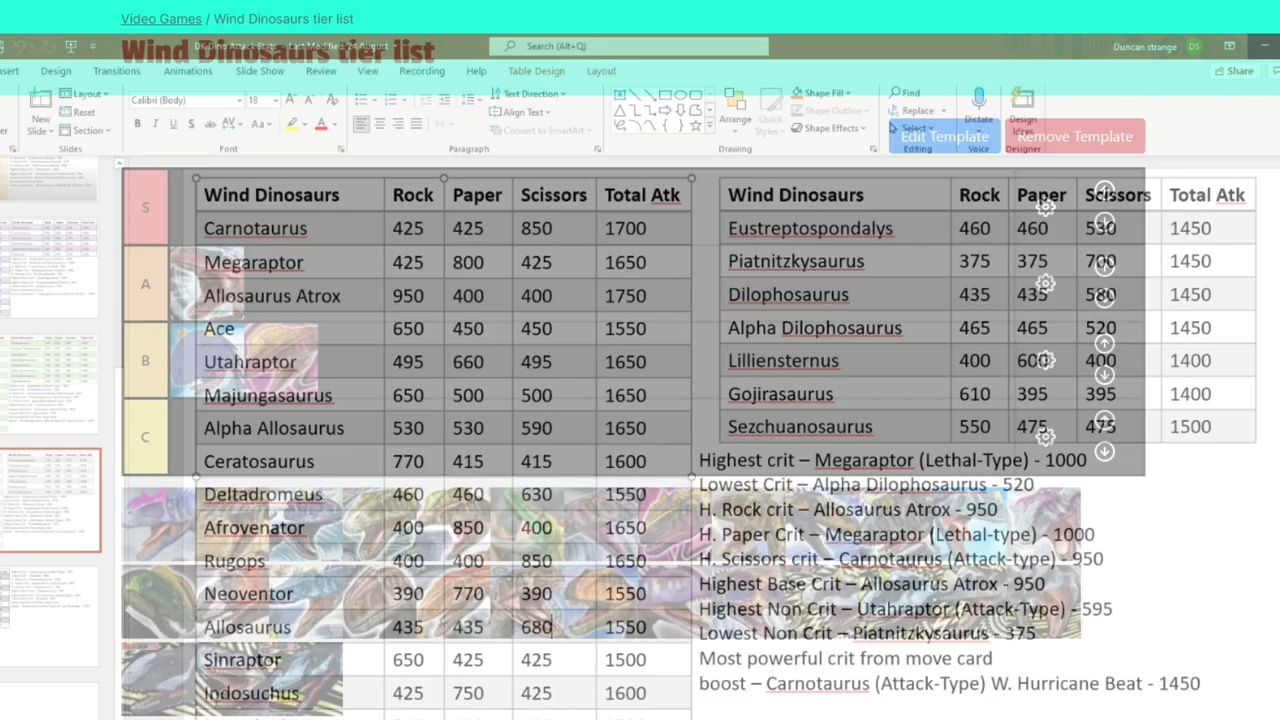 Video Games / Wind Dinosaurs tier list
Wind Dinosaurs tier list
DK Dino Attack Stats - Last Modified: 24 August
Search (Alt+Q)
Duncan strange DS
Design Transitions Animations Slide Show Review View Recording Help Table Design Layout Share
New Slide
Layout
Reset
Section
Slides
Calibri (Body) 18
Font
Text Direction
Align Text
Convert to SmartArt
Paragraph
Arrange
Quick Styles
Shape Fill
Shape Outline
Shape Effects
Drawing
Find
Replace
Select
Editing
Dictate
Voice
Design Ideas
Designer
Edit Template
Remove Template
S
A
B
C
Wind Dinosaurs Rock Paper Scissors Total Atk
Carnotaurus 425 425 850 1700
Megaraptor 425 800 425 1650
Allosaurus Atrox 950 400 400 1750
Ace 650 450 450 1550
Utahraptor 495 660 495 1650
Majungasaurus 650 500 500 1650
Alpha Allosaurus 530 530 590 1650
Ceratosaurus 770 415 415 1600
Deltadromeus 460 460 630 1550
Afrovenator 400 850 400 1650
Rugops 400 400 850 1650
Neoventor 390 770 390 1550
Allosaurus 435 435 680 1550
Sinraptor 650 425 425 1500
Indosuchus 425 750 425 1600
Wind Dinosaurs Rock Paper Scissors Total Atk
Eustreptospondalys 460 460 530 1450
Piatnitzkysaurus 375 375 700 1450
Dilophosaurus 435 435 580 1450
Alpha Dilophosaurus 465 465 520 1450
Lilliensternus 400 600 400 1400
Gojirasaurus 610 395 395 1400
Sezchuanosaurus 550 475 475 1500
Highest crit – Megaraptor (Lethal-Type) - 1000
Lowest Crit – Alpha Dilophosaurus - 520
H. Rock crit – Allosaurus Atrox - 950
H. Paper Crit – Megaraptor (Lethal-type) - 1000
H. Scissors crit – Carnotaurus (Attack-type) - 950
Highest Base Crit – Allosaurus Atrox - 950
Highest Non Crit – Utahraptor (Attack-Type) - 595
Lowest Non Crit – Piatnitzkysaurus - 375
Most powerful crit from move card
boost – Carnotaurus (Attack-Type) W. Hurricane Beat - 1450